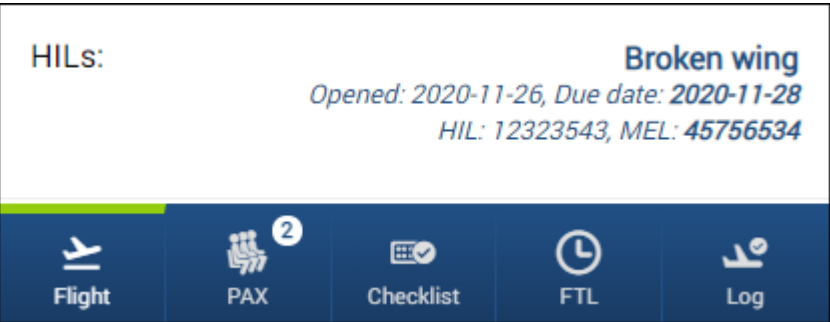 HILs:
Broken wing
Opened: 2020-11-26, Due date: 2020-11-28
HIL: 12323543, MEL: 45756534
2
Flight
PAX
Checklist
FTL
Log